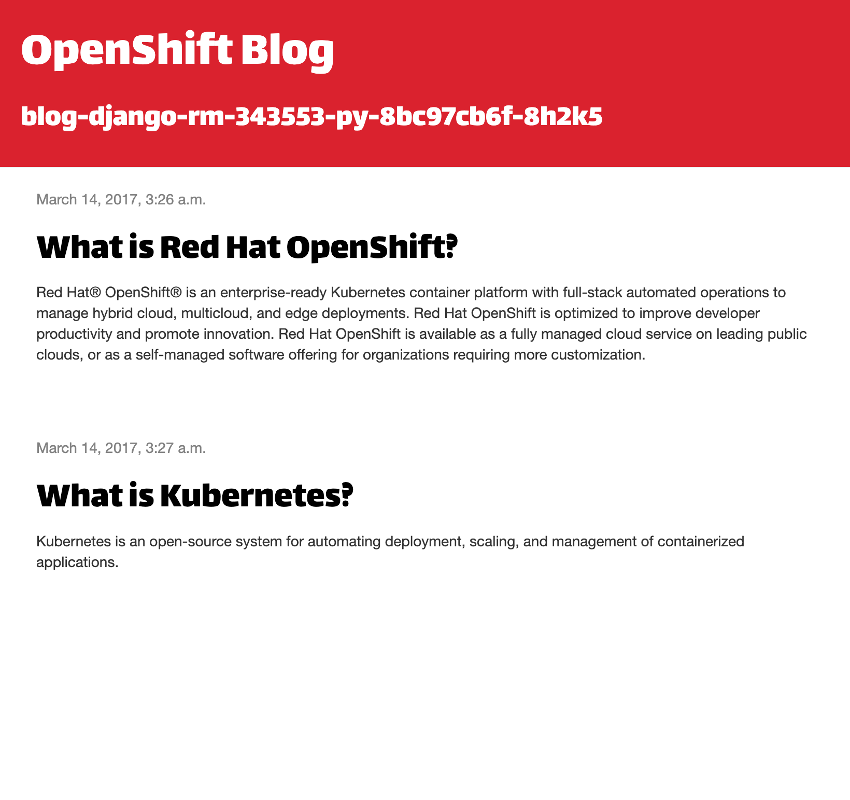 OpenShift Blog
blog-django-rm-343553-py-8bc97cb6f-8h2k5
March 14, 2017, 3:26 a.m.
What is Red Hat OpenShift?
Red Hat® OpenShift® is an enterprise-ready Kubernetes container platform with full-stack automated operations to
manage hybrid cloud, multicloud, and edge deployments. Red Hat OpenShift is optimized to improve developer
productivity and promote innovation. Red Hat OpenShift is available as a fully managed cloud service on leading public
clouds, or as a self-managed software offering for organizations requiring more customization.
March 14, 2017, 3:27 a.m.
What is Kubernetes?
Kubernetes is an open-source system for automating deployment, scaling, and management of containerized
applications.